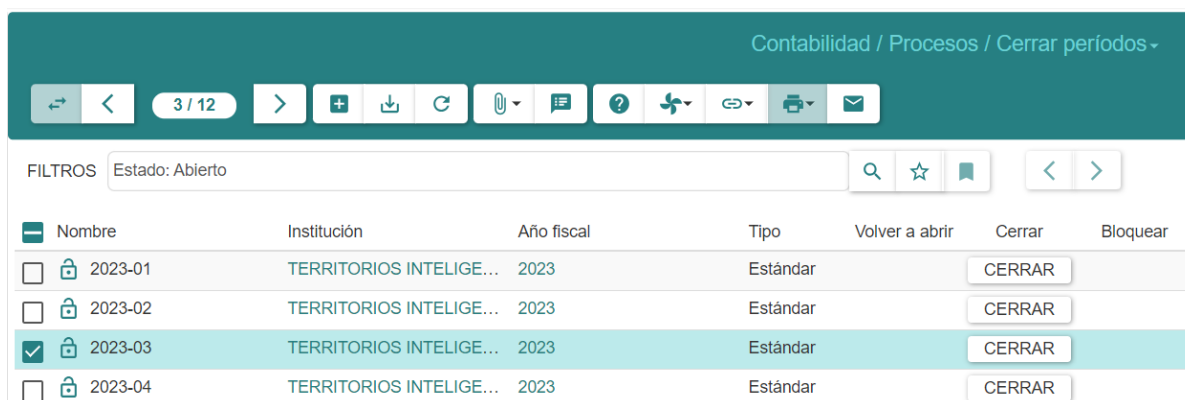 Contabilidad / Procesos / Cerrar períodos
3 / 12
FILTROS Estado: Abierto
Nombre Institución Año fiscal Tipo Volver a abrir Cerrar Bloquear
2023-01 TERRITORIOS INTELIGE... 2023 Estándar CERRAR
2023-02 TERRITORIOS INTELIGE... 2023 Estándar CERRAR
2023-03 TERRITORIOS INTELIGE... 2023 Estándar CERRAR
2023-04 TERRITORIOS INTELIGE... 2023 Estándar CERRAR